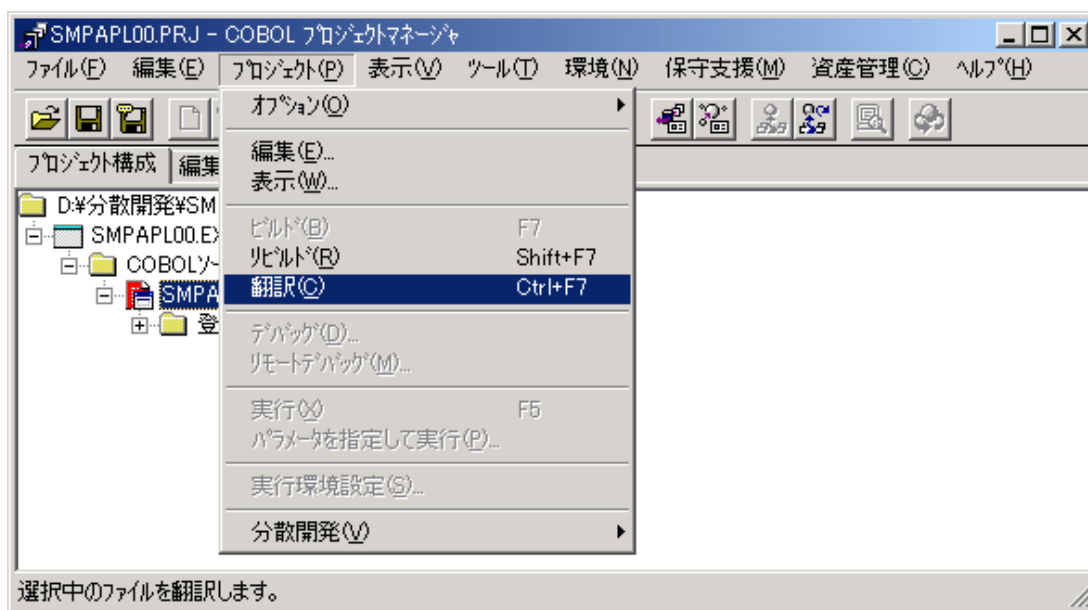 SMPAPL00.PRJ - COBOL ﾌﾟﾛｼﾞｪｸﾄﾏﾈｰｼﾞｬ
ﾌｧｲﾙ(F) 編集(E) ﾌﾟﾛｼﾞｪｸﾄ(P) 表示(V) ﾂｰﾙ(T) 環境(N) 保守支援(M) 資産管理(C) ﾍﾙﾌﾟ(H)
ｵﾌﾟｼｮﾝ(O)
編集(E)...
表示(W)...
ﾋﾞﾙﾄﾞ(B) F7
ﾘﾋﾞﾙﾄﾞ(R) Shift+F7
翻訳(C) Ctrl+F7
ﾃﾞﾊﾞｯｸﾞ(D)...
ﾘﾓｰﾄﾃﾞﾊﾞｯｸﾞ(M)...
実行(X) F5
ﾊﾟﾗﾒｰﾀを指定して実行(P)...
実行環境設定(S)...
分散開発(V)
ﾌﾟﾛｼﾞｪｸﾄ構成 編集
D:¥分散開発¥SM
SMPAPL00.EX
COBOLｿｰ
SMPA
登
選択中のﾌｧｲﾙを翻訳します。